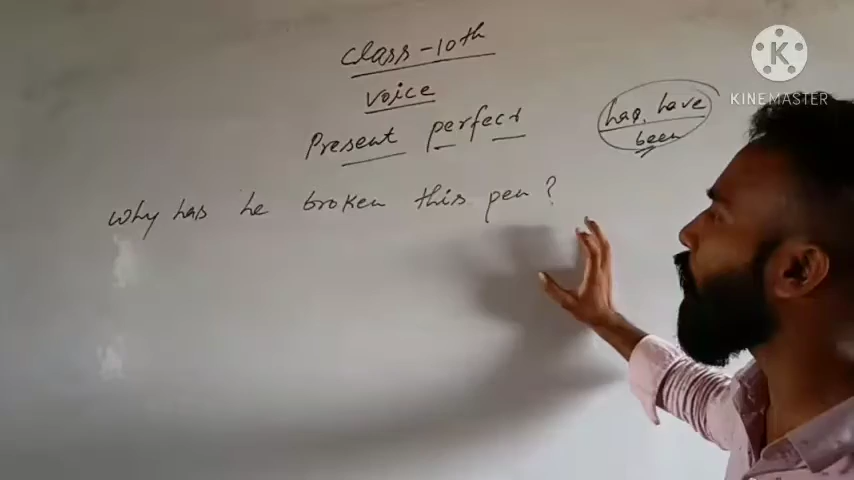 Class-10th
voice
Present perfect
has, have
been
why has he broken this pen ?
K
KINEMASTER